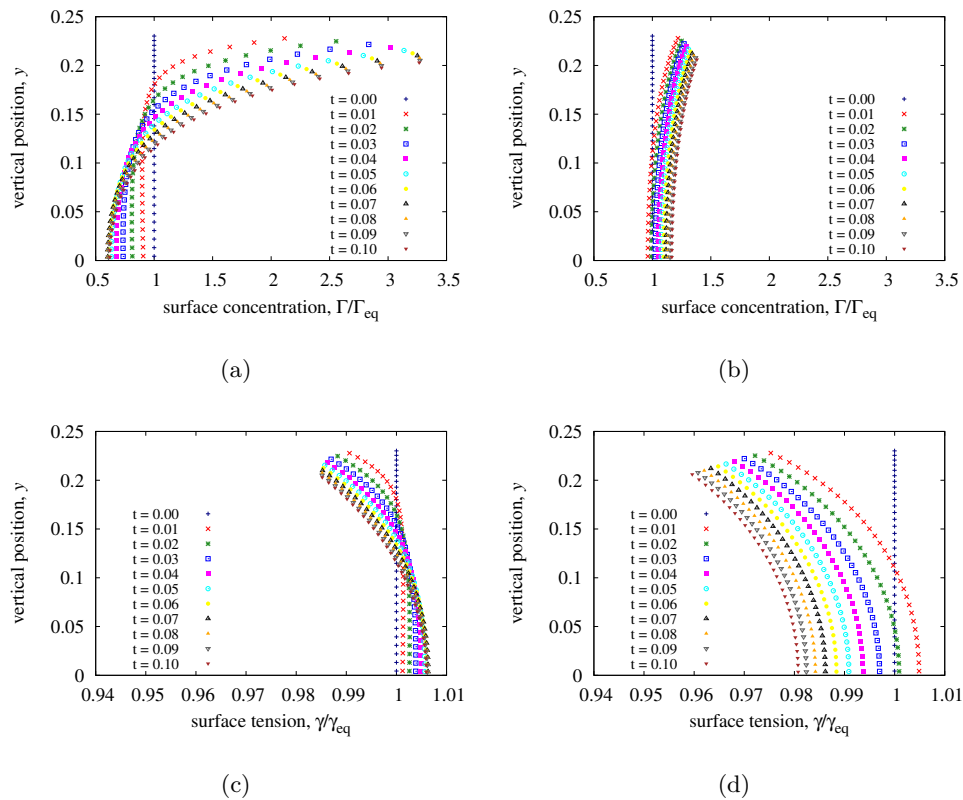 0.25
0.2
0.15
0.1
0.05
0
vertical position, y
0.5 1 1.5 2 2.5 3 3.5
surface concentration, Γ/Γeq
t = 0.00
t = 0.01
t = 0.02
t = 0.03
t = 0.04
t = 0.05
t = 0.06
t = 0.07
t = 0.08
t = 0.09
t = 0.10
(a)
0.25
0.2
0.15
0.1
0.05
0
vertical position, y
0.5 1 1.5 2 2.5 3 3.5
surface concentration, Γ/Γeq
t = 0.00
t = 0.01
t = 0.02
t = 0.03
t = 0.04
t = 0.05
t = 0.06
t = 0.07
t = 0.08
t = 0.09
t = 0.10
(b)
0.25
0.2
0.15
0.1
0.05
0
vertical position, y
0.94 0.95 0.96 0.97 0.98 0.99 1 1.01
surface tension, γ/γeq
t = 0.00
t = 0.01
t = 0.02
t = 0.03
t = 0.04
t = 0.05
t = 0.06
t = 0.07
t = 0.08
t = 0.09
t = 0.10
(c)
0.25
0.2
0.15
0.1
0.05
0
vertical position, y
0.94 0.95 0.96 0.97 0.98 0.99 1 1.01
surface tension, γ/γeq
t = 0.00
t = 0.01
t = 0.02
t = 0.03
t = 0.04
t = 0.05
t = 0.06
t = 0.07
t = 0.08
t = 0.09
t = 0.10
(d)